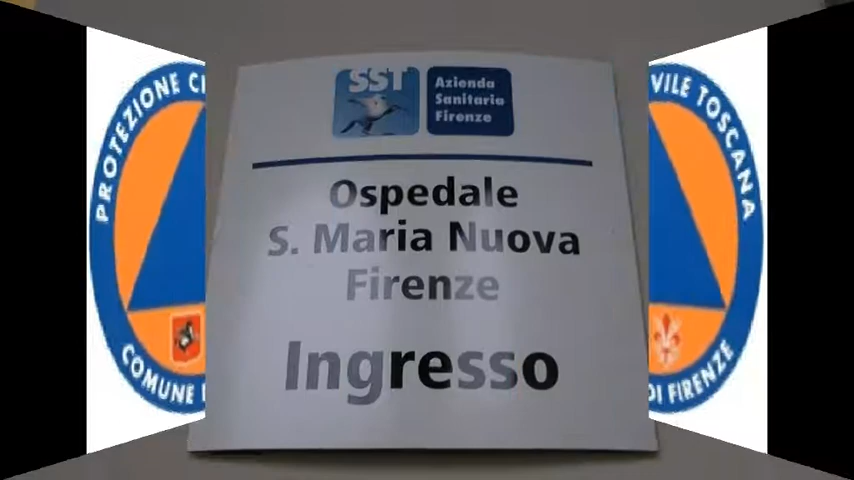 SST
Azienda
Sanitaria
Firenze
Ospedale
S. Maria Nuova
Firenze
Ingresso
PROTEZIONE CI
VILE TOSCANA
COMUNE
DI FIRENZE